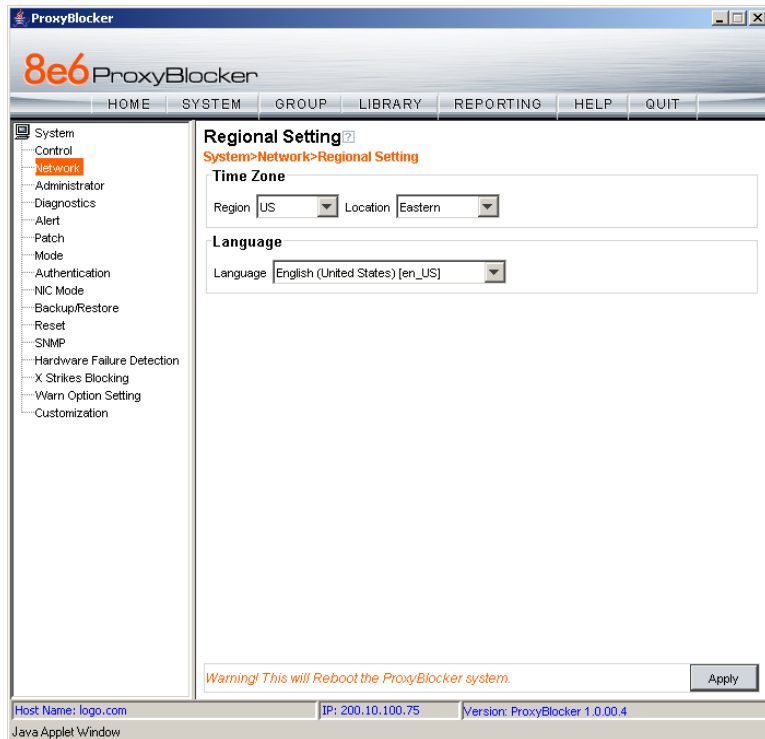 ProxyBlocker
8e6 ProxyBlocker
HOME SYSTEM GROUP LIBRARY REPORTING HELP QUIT
System
Control
Network
Administrator
Diagnostics
Alert
Patch
Mode
Authentication
NIC Mode
Backup/Restore
Reset
SNMP
Hardware Failure Detection
X Strikes Blocking
Warn Option Setting
Customization
Regional Setting?
System>Network>Regional Setting
Time Zone
Region US Location Eastern
Language
Language English (United States) [en_US]
Warning! This will Reboot the ProxyBlocker system.
Apply
Host Name: logo.com IP: 200.10.100.75 Version: ProxyBlocker 1.0.00.4
Java Applet Window